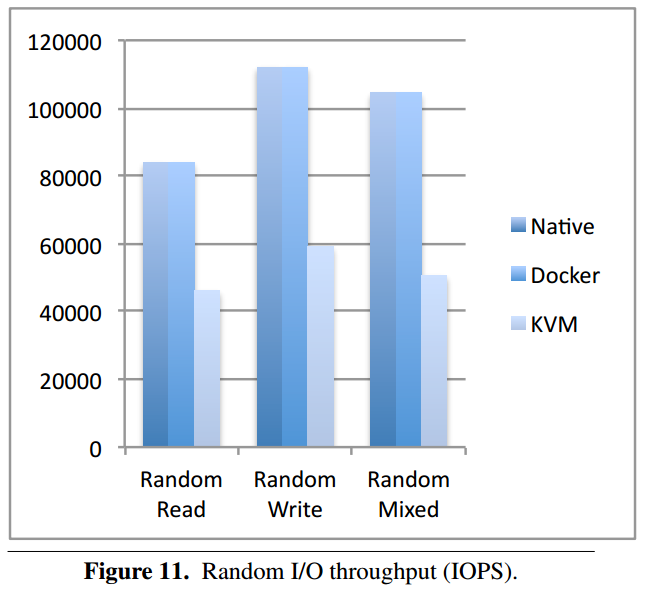 120000
100000
80000
60000
40000
20000
0
Random Read
Random Write
Random Mixed
Native
Docker
KVM
Figure 11. Random I/O throughput (IOPS).